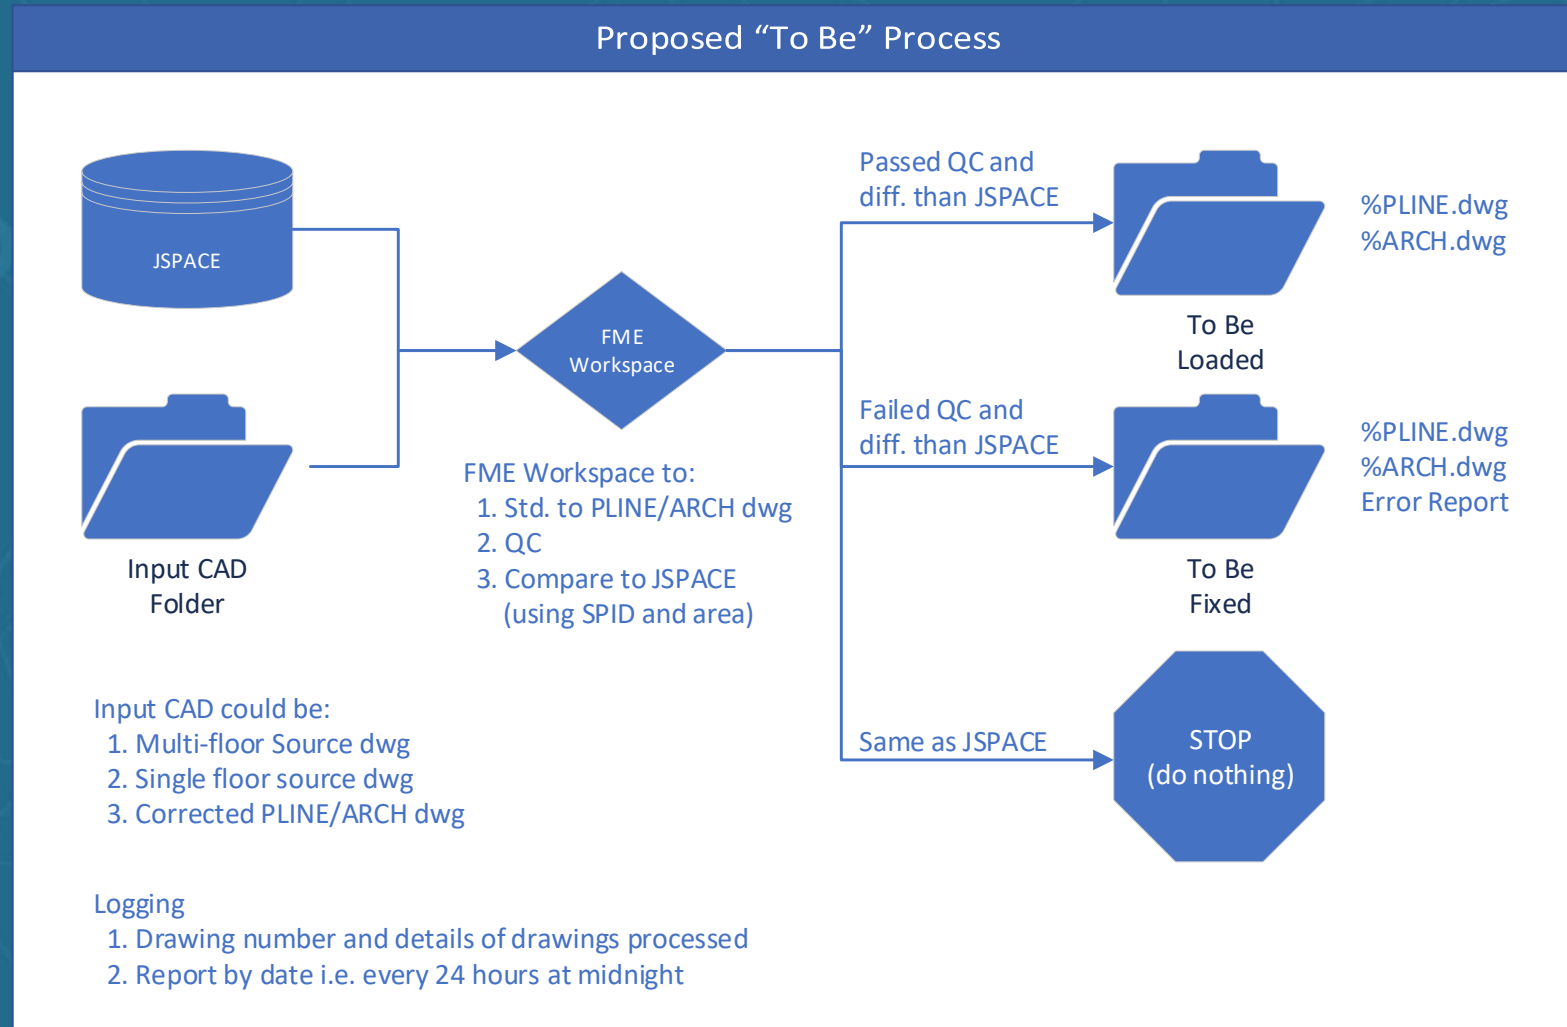 Proposed “To Be” Process
JSPACE
Input CAD
Folder
FME
Workspace
FME Workspace to:
1. Std. to PLINE/ARCH dwg
2. QC
3. Compare to JSPACE
(using SPID and area)
Passed QC and
diff. than JSPACE
To Be
Loaded
%PLINE.dwg
%ARCH.dwg
Failed QC and
diff. than JSPACE
To Be
Fixed
%PLINE.dwg
%ARCH.dwg
Error Report
Same as JSPACE
STOP
(do nothing)
Input CAD could be:
1. Multi-floor Source dwg
2. Single floor source dwg
3. Corrected PLINE/ARCH dwg
Logging
1. Drawing number and details of drawings processed
2. Report by date i.e. every 24 hours at midnight